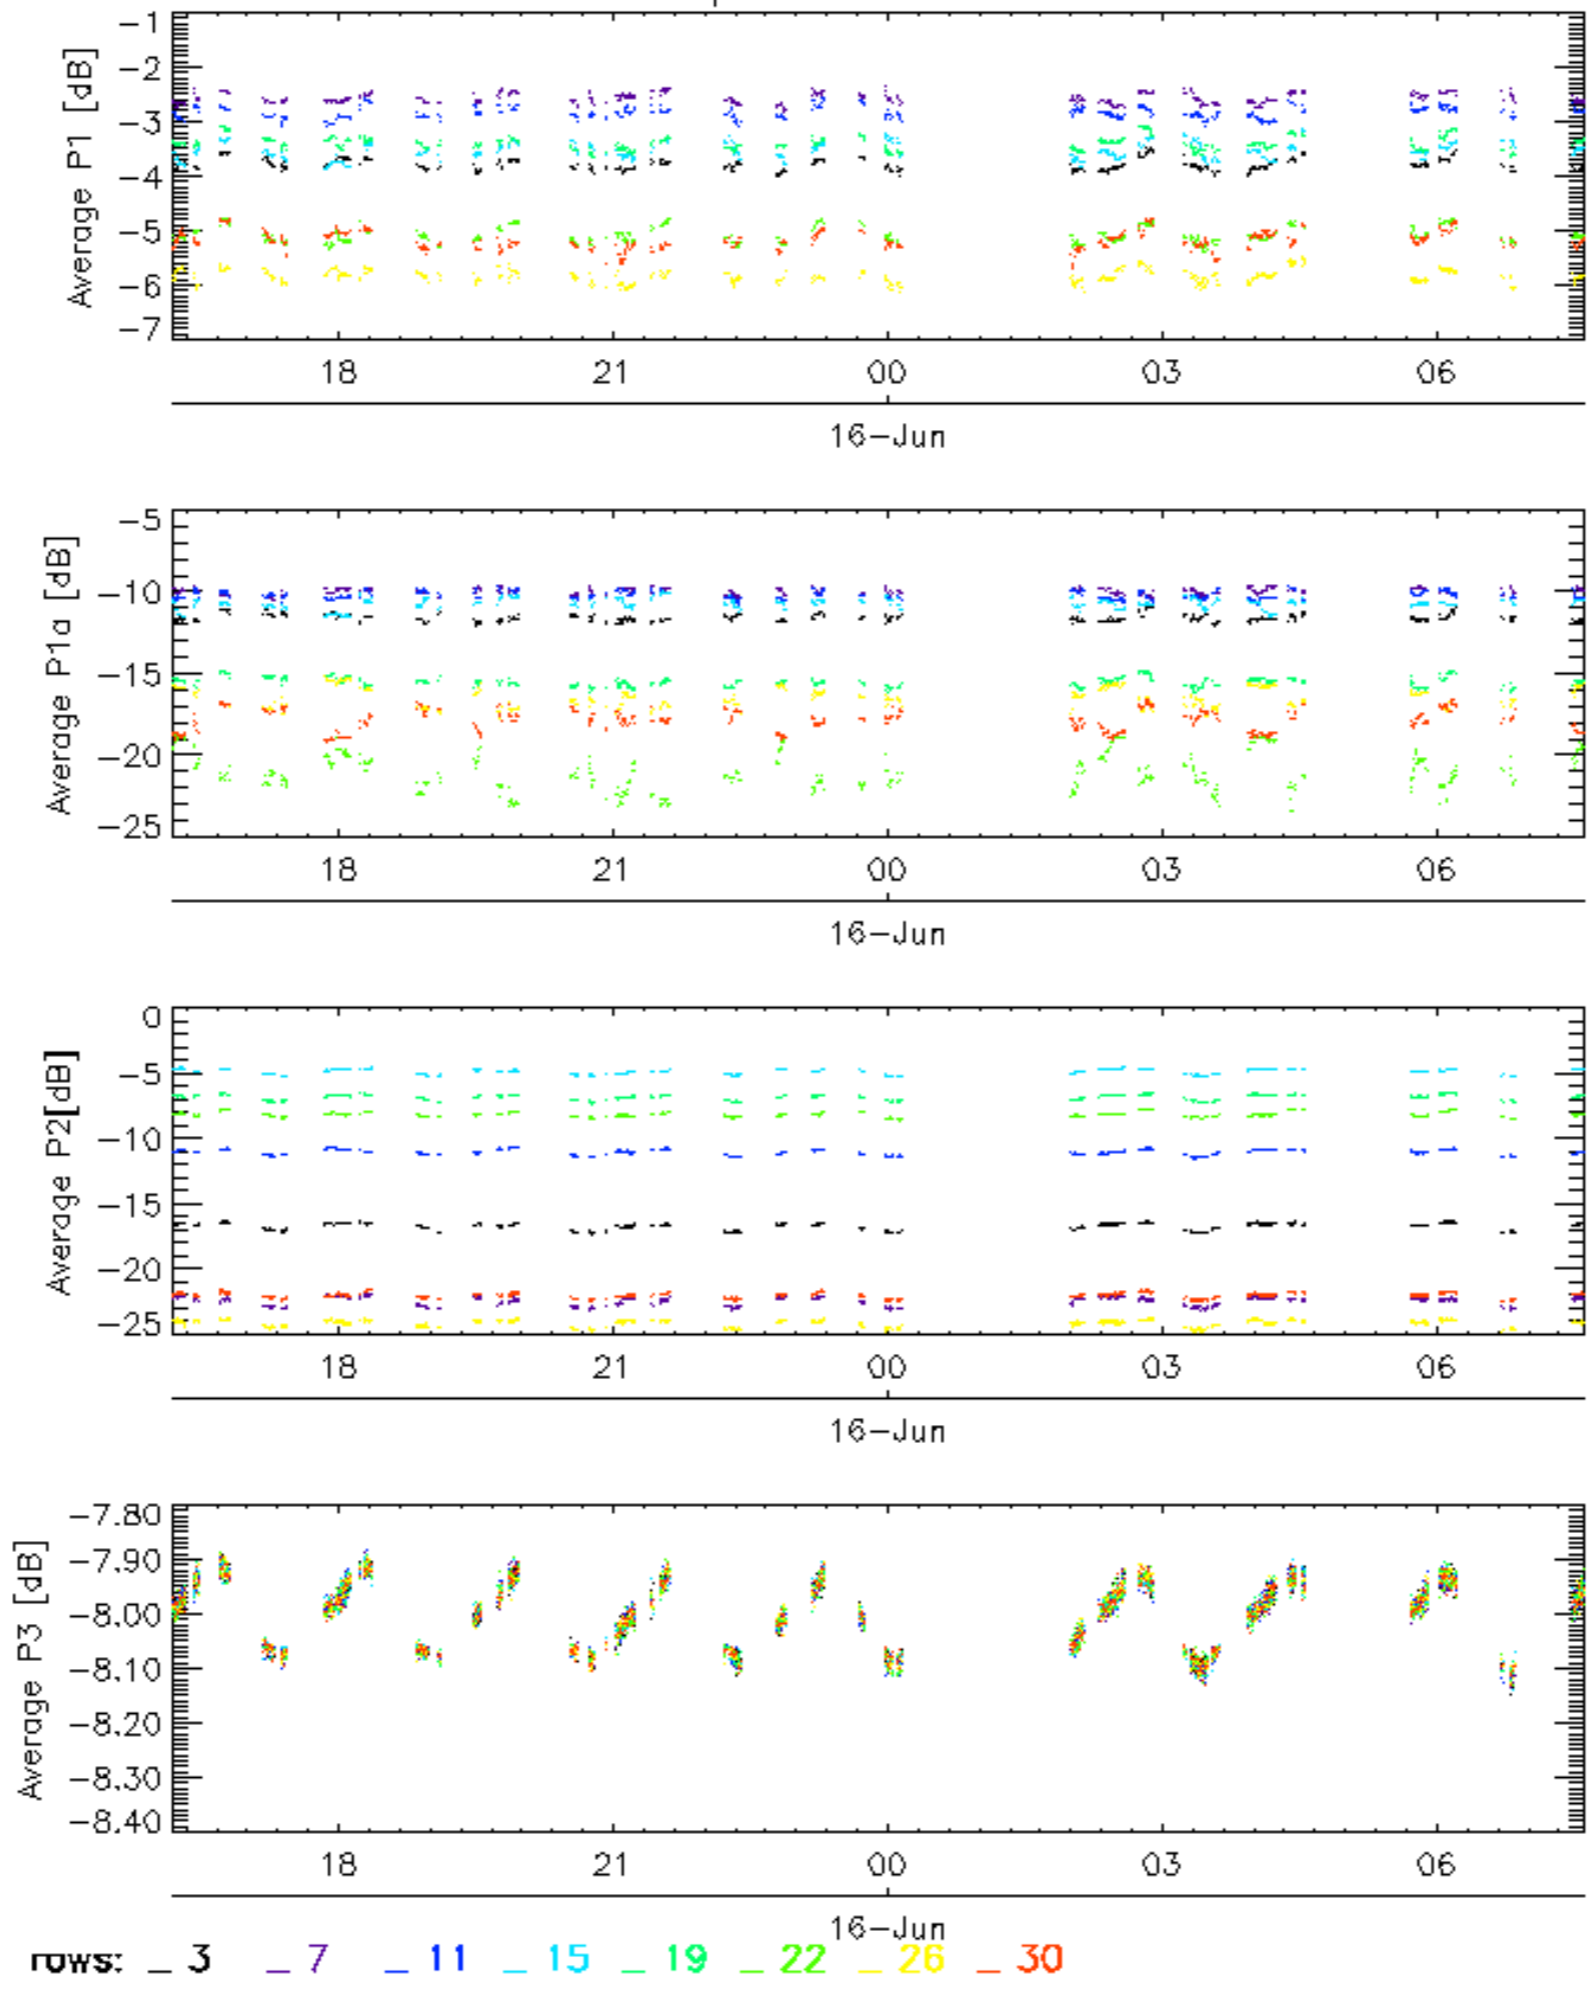 Average P1 [dB]
-1
-2
-3
-4
-5
-6
-7
18 21 00 03 06
16-Jun
Average P1a [dB]
-5
-10
-15
-20
-25
18 21 00 03 06
16-Jun
Average P2[dB]
0
-5
-10
-15
-20
-25
18 21 00 03 06
16-Jun
Average P3 [dB]
-7.80
-7.90
-8.00
-8.10
-8.20
-8.30
-8.40
18 21 00 03 06
16-Jun
rows: _ 3 _ 7 _ 11 _ 15 _ 19 _ 22 _ 26 _ 30